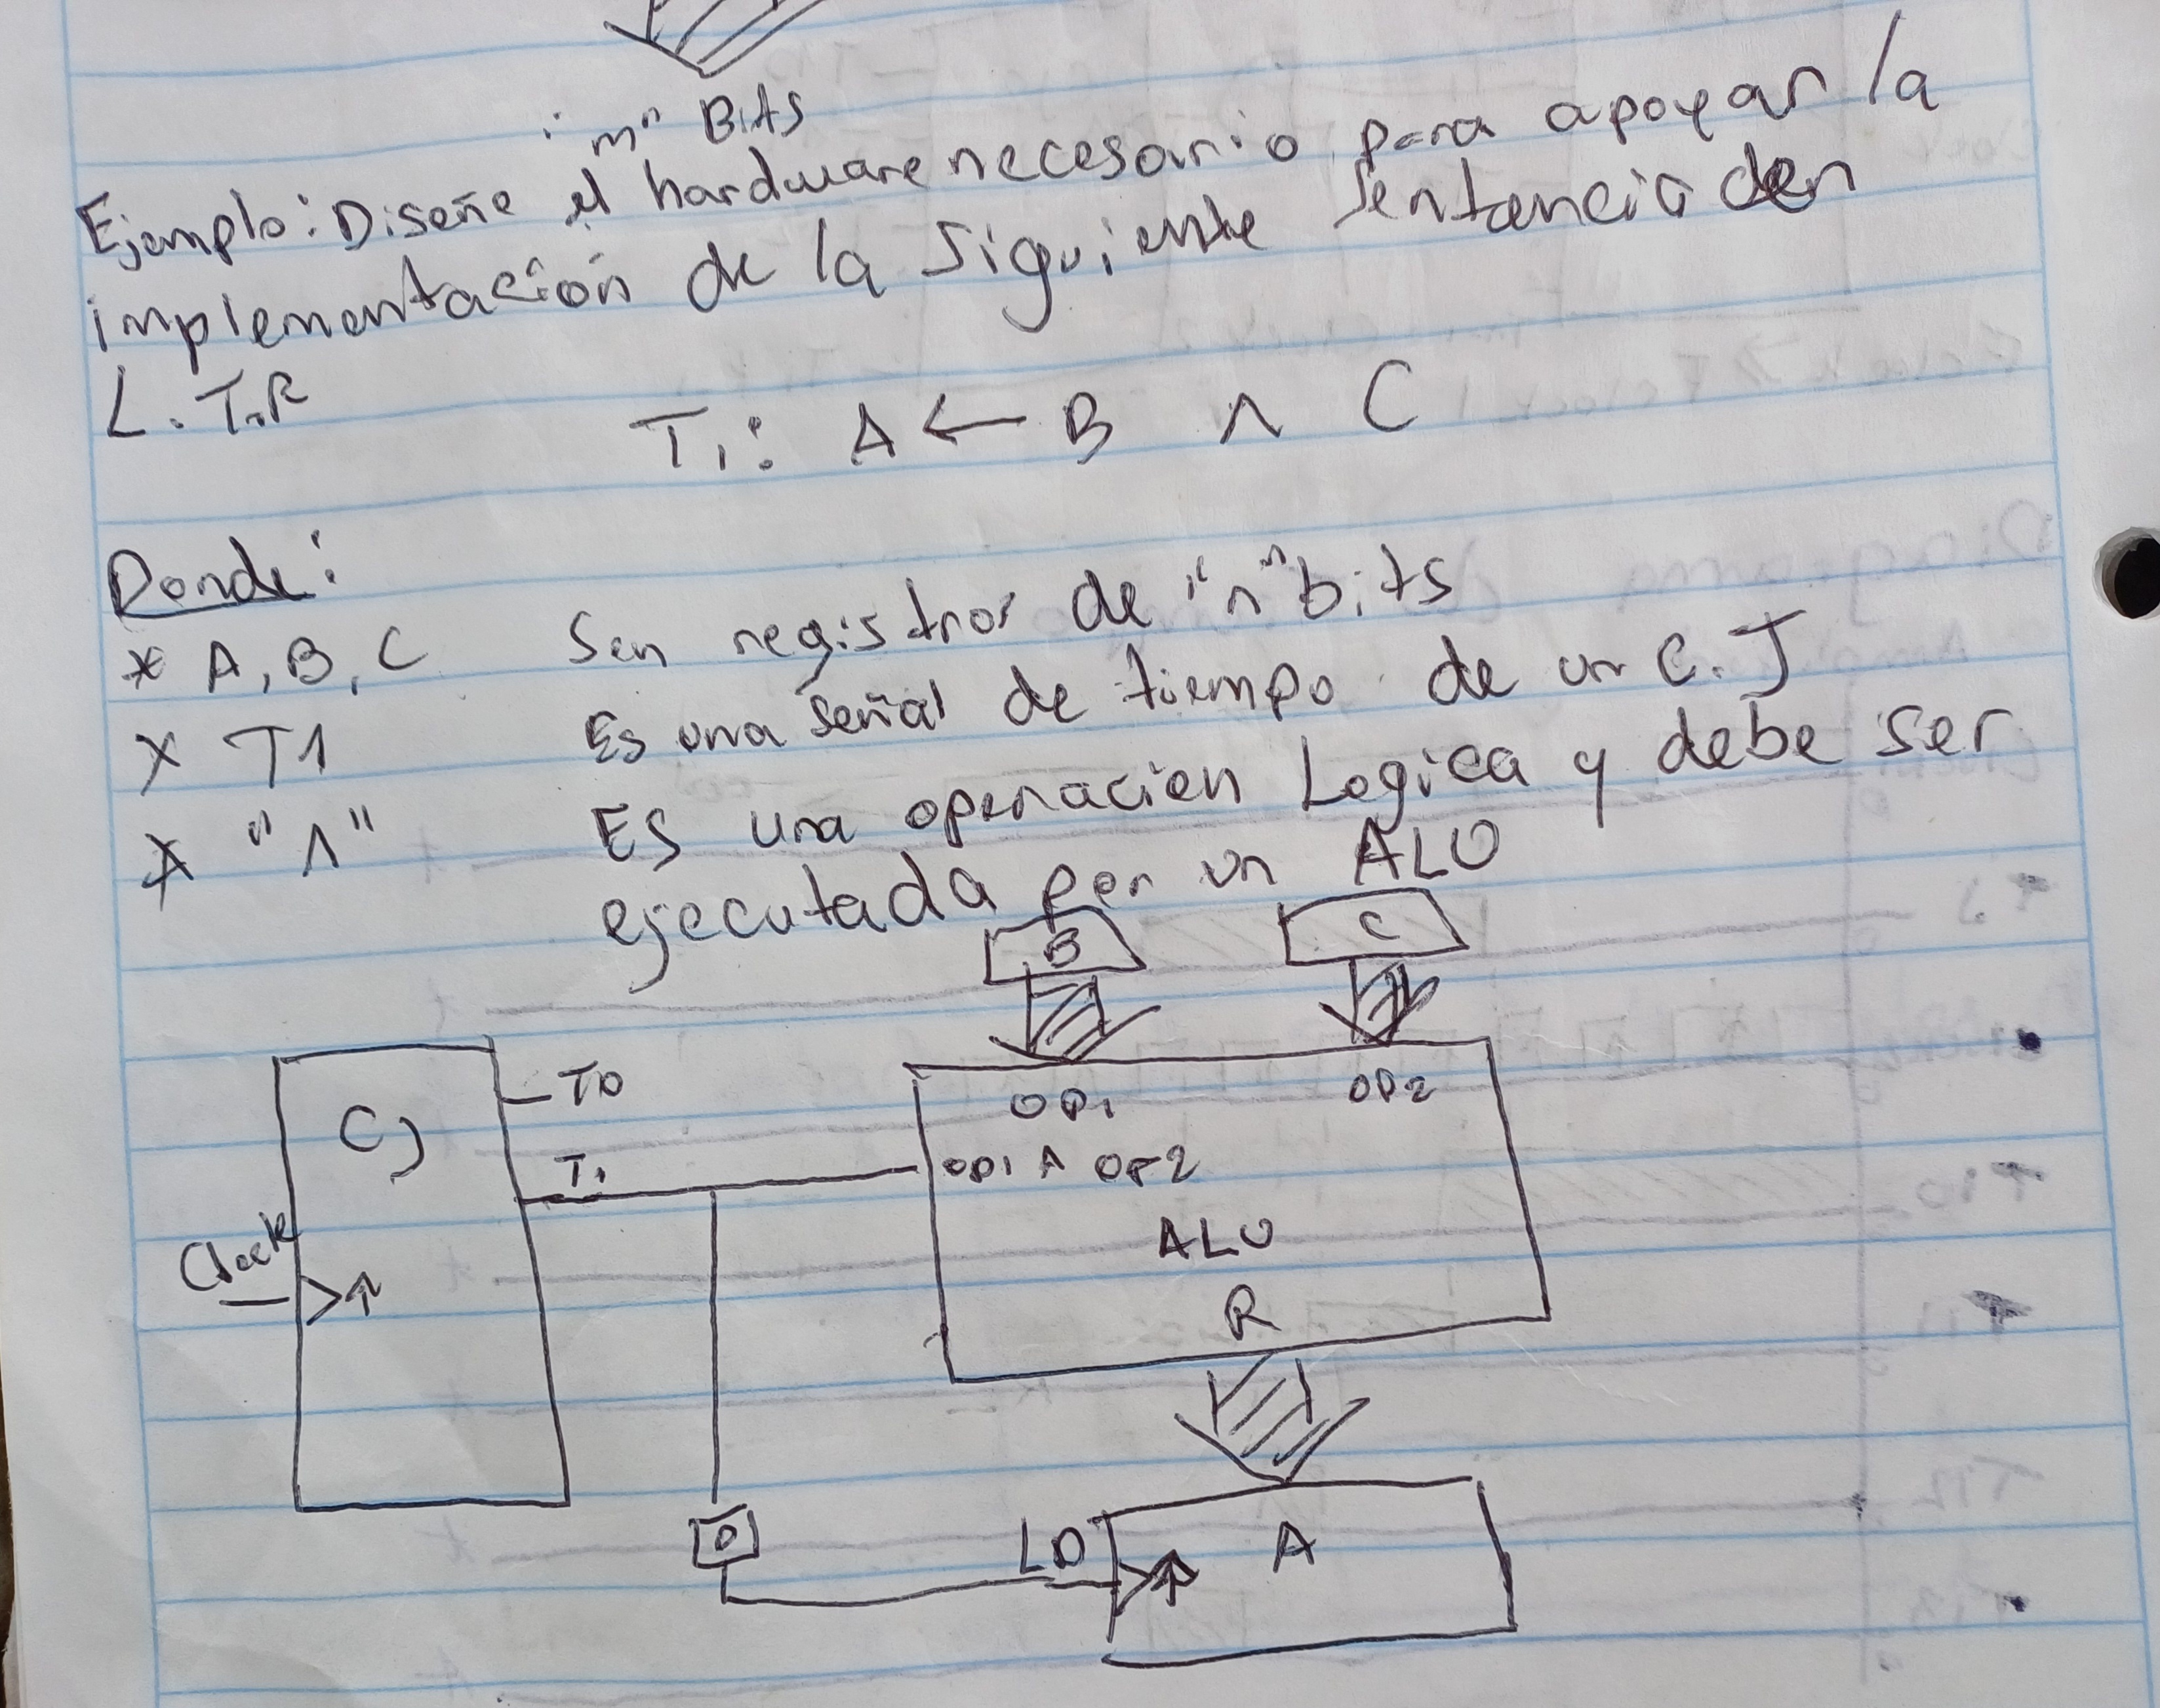 "m" Bits
Ejemplo: Diseñe el hardware necesario para apoyar la
implementación de la siguiente sentencia den
L.T.R
T1: A ← B ∧ C
Donde:
* A, B, C Son registros de "n" bits
* T1 Es una señal de tiempo de un C.J
* "∧" Es una operación Logica y debe ser
ejecutada por un ALU
B C
CJ T0 OP1 OP2
T1 OP1 ∧ OP2
Clock ALU
R
D LD A